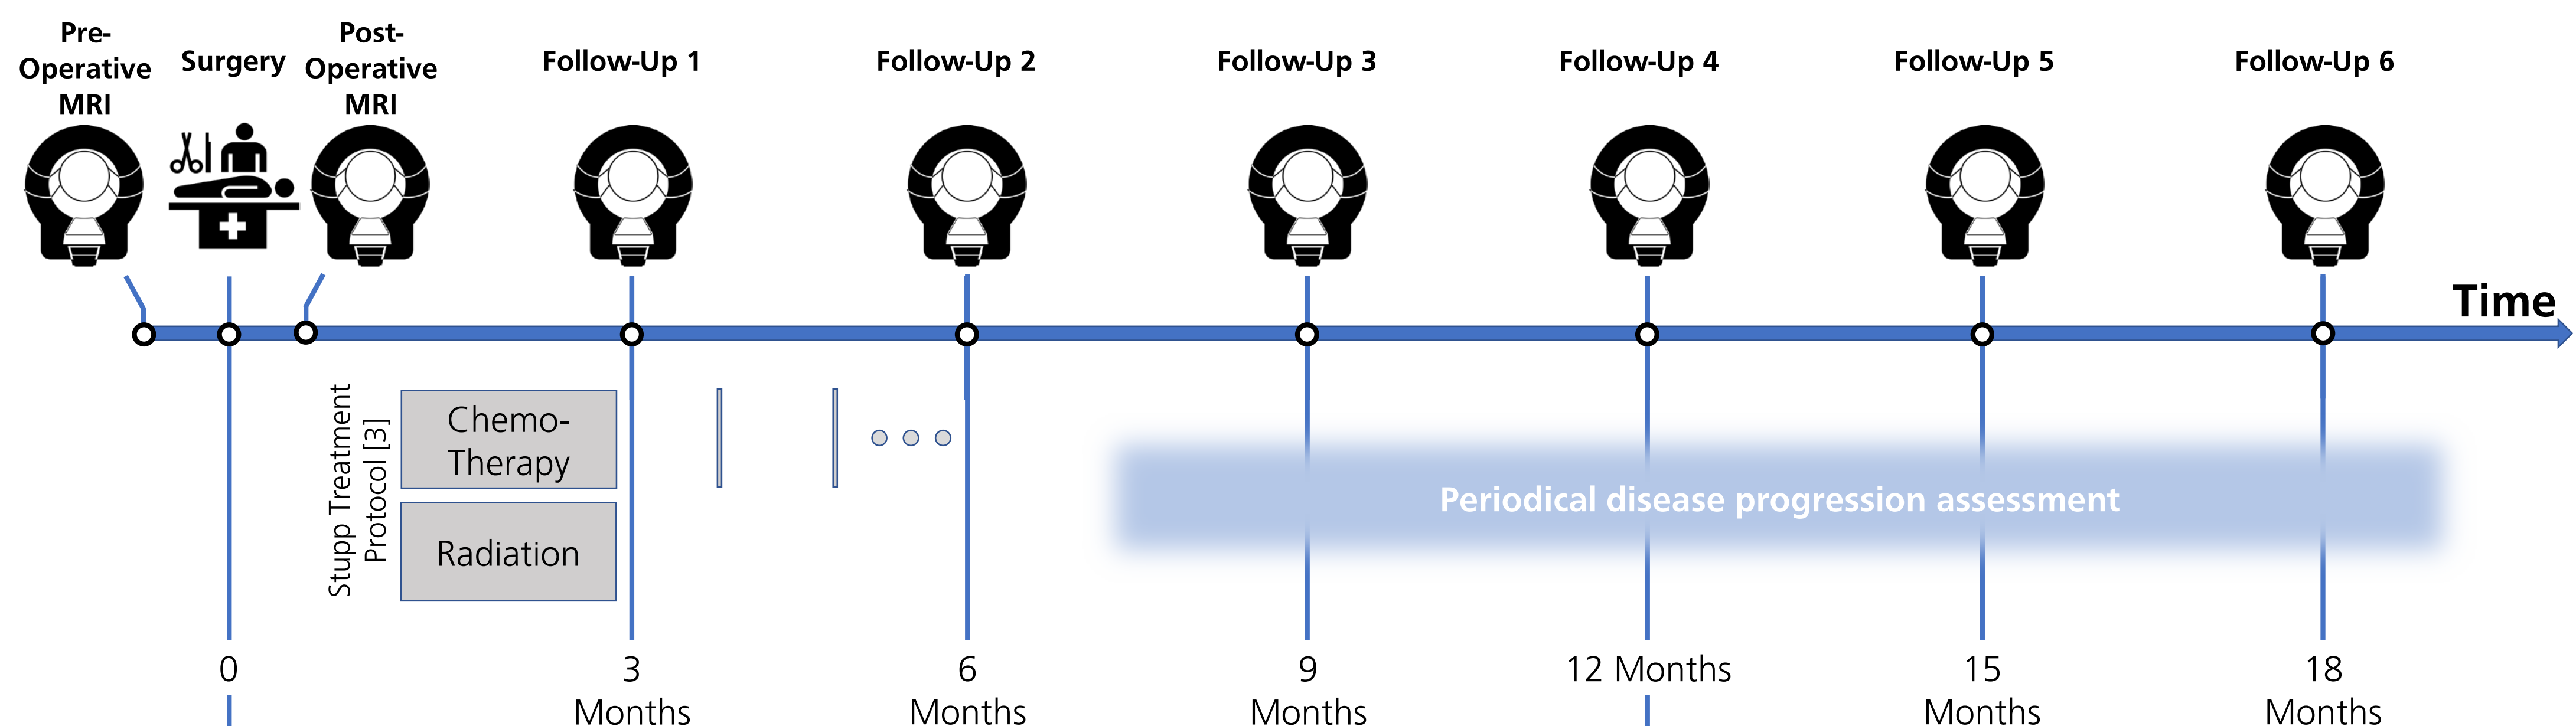 Pre-
Operative
MRI
Surgery
Post-
Operative
MRI
Follow-Up 1
Follow-Up 2
Follow-Up 3
Follow-Up 4
Follow-Up 5
Follow-Up 6
Time
Stupp Treatment
Protocol [3]
Chemo-
Therapy
Radiation
Periodical disease progression assessment
0
3
Months
6
Months
9
Months
12 Months
15
Months
18
Months